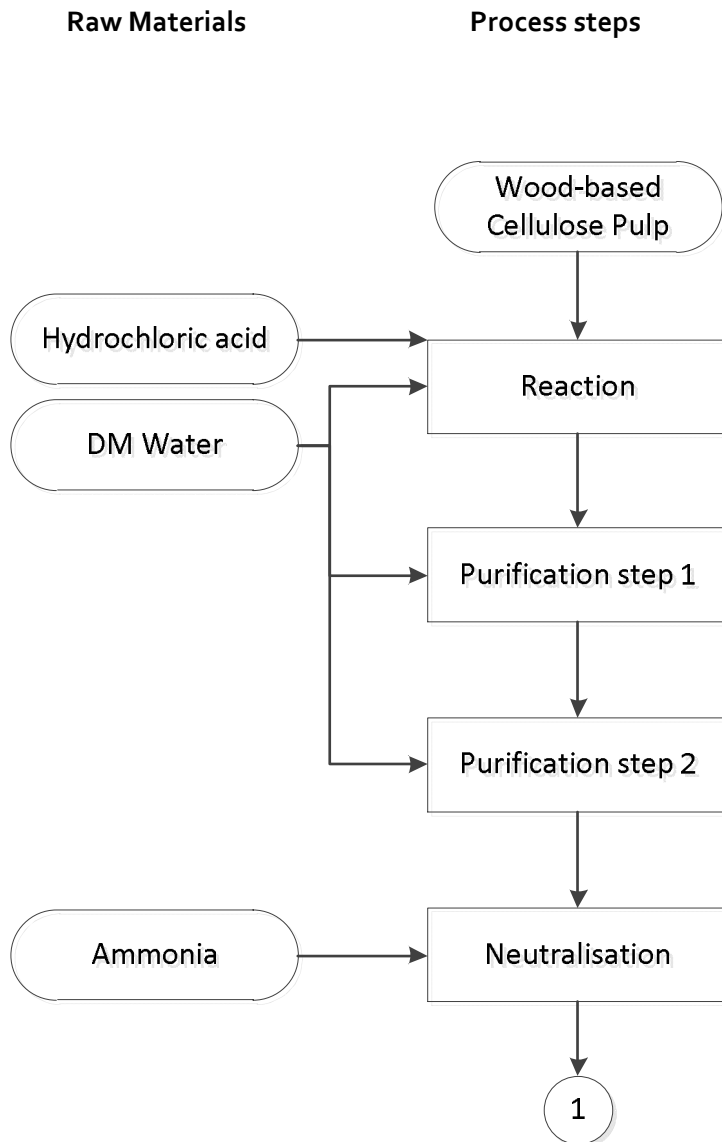 Raw Materials
Process steps
Wood-based
Cellulose Pulp
Hydrochloric acid
Reaction
DM Water
Purification step 1
Purification step 2
Ammonia
Neutralisation
1